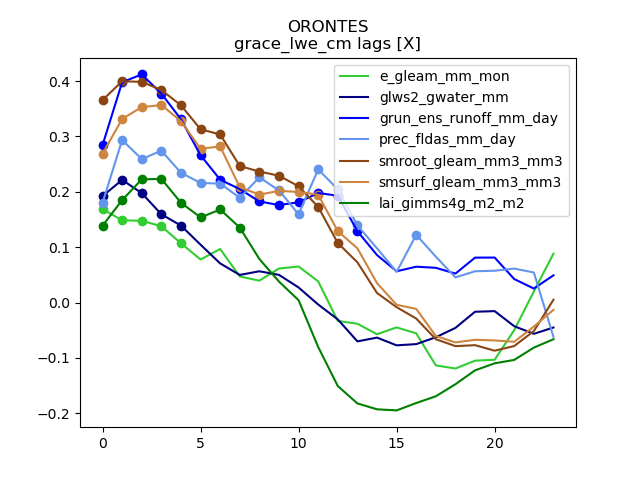 ORONTES
grace_lwe_cm lags [X]
e_gleam_mm_mon
glws2_gwater_mm
grun_ens_runoff_mm_day
prec_fldas_mm_day
smroot_gleam_mm3_mm3
smsurf_gleam_mm3_mm3
lai_gimms4g_m2_m2
0.4
0.3
0.2
0.1
0.0
−0.1
−0.2
0 5 10 15 20